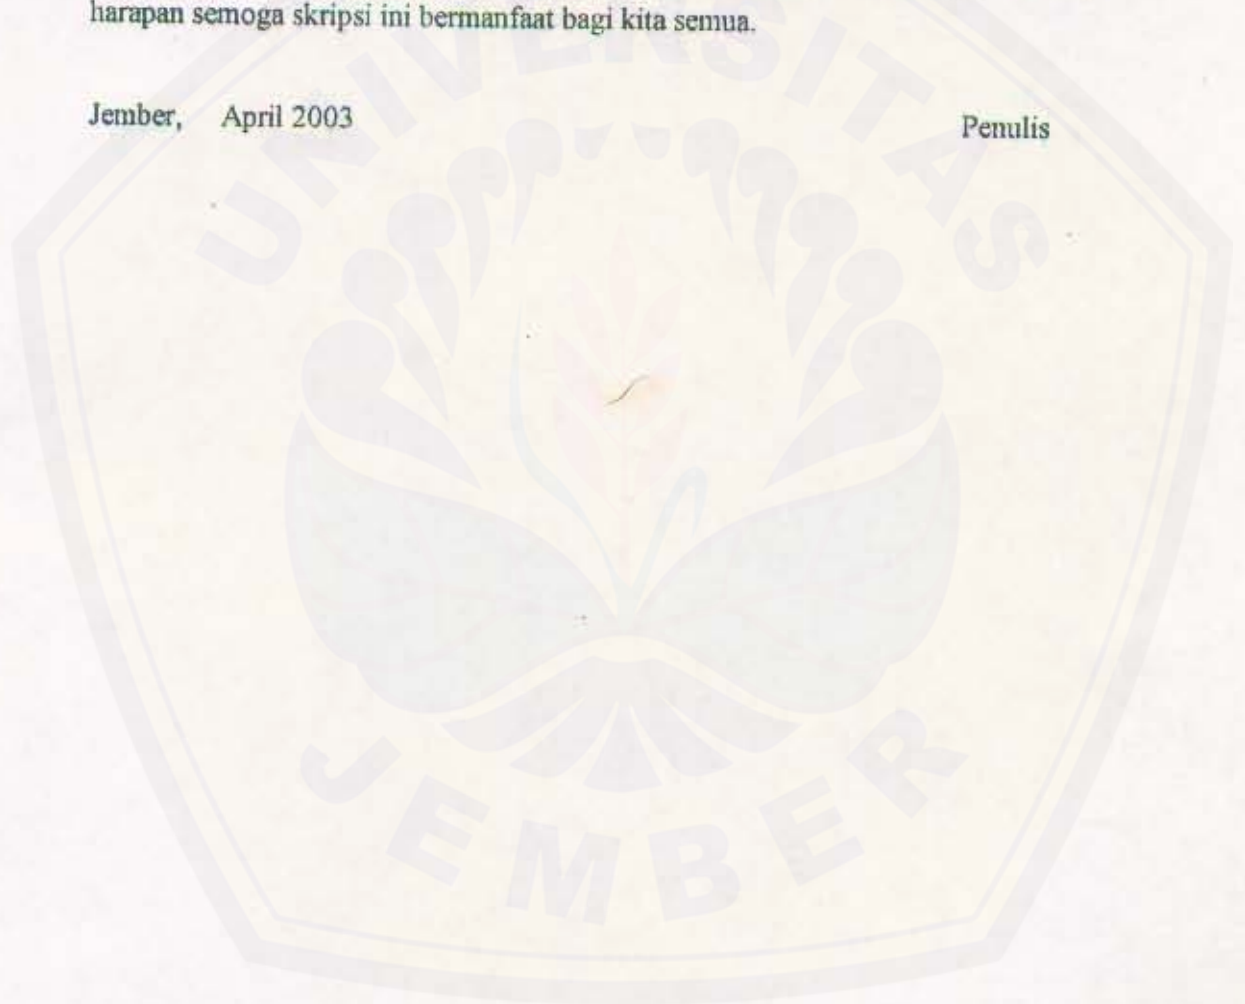 harapan semoga skripsi ini bermanfaat bagi kita semua.
Jember, April 2003 Penulis
UNIVERSITAS
JEMBER